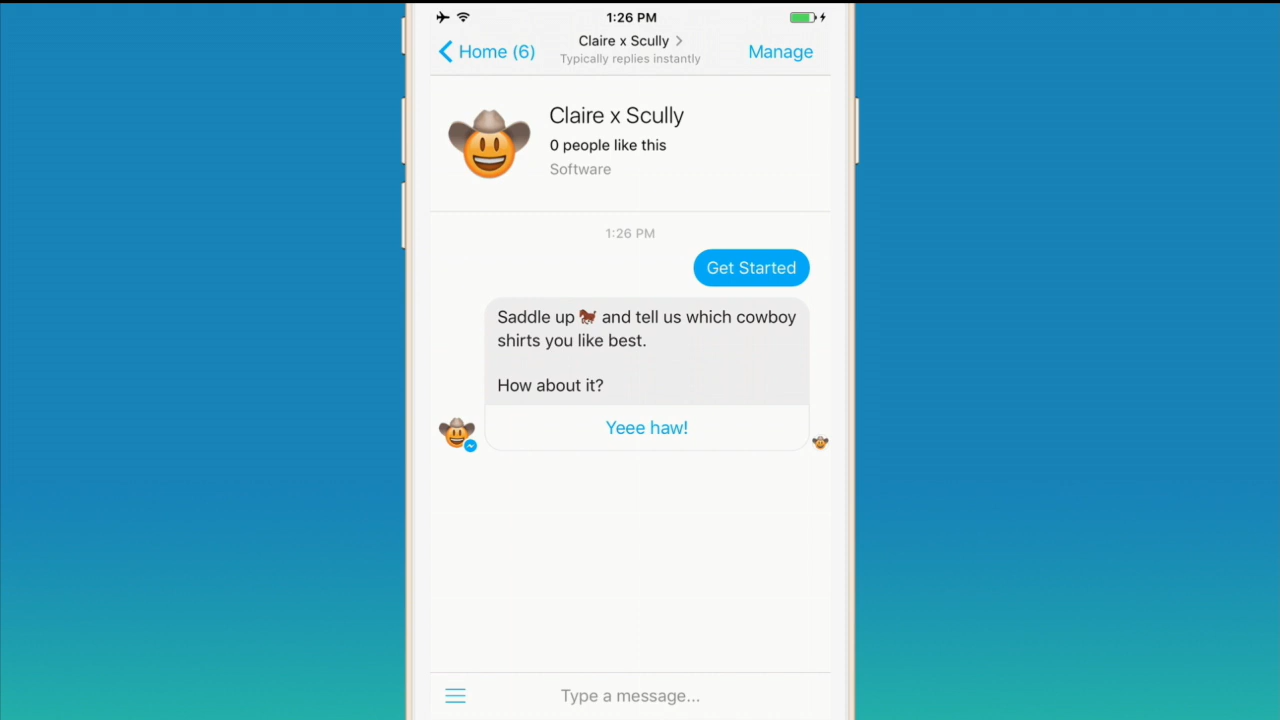 1:26 PM
Home (6)
Claire x Scully
Typically replies instantly
Manage
Claire x Scully
0 people like this
Software
1:26 PM
Get Started
Saddle up 🐎 and tell us which cowboy
shirts you like best.
How about it?
Yeee haw!
Type a message...